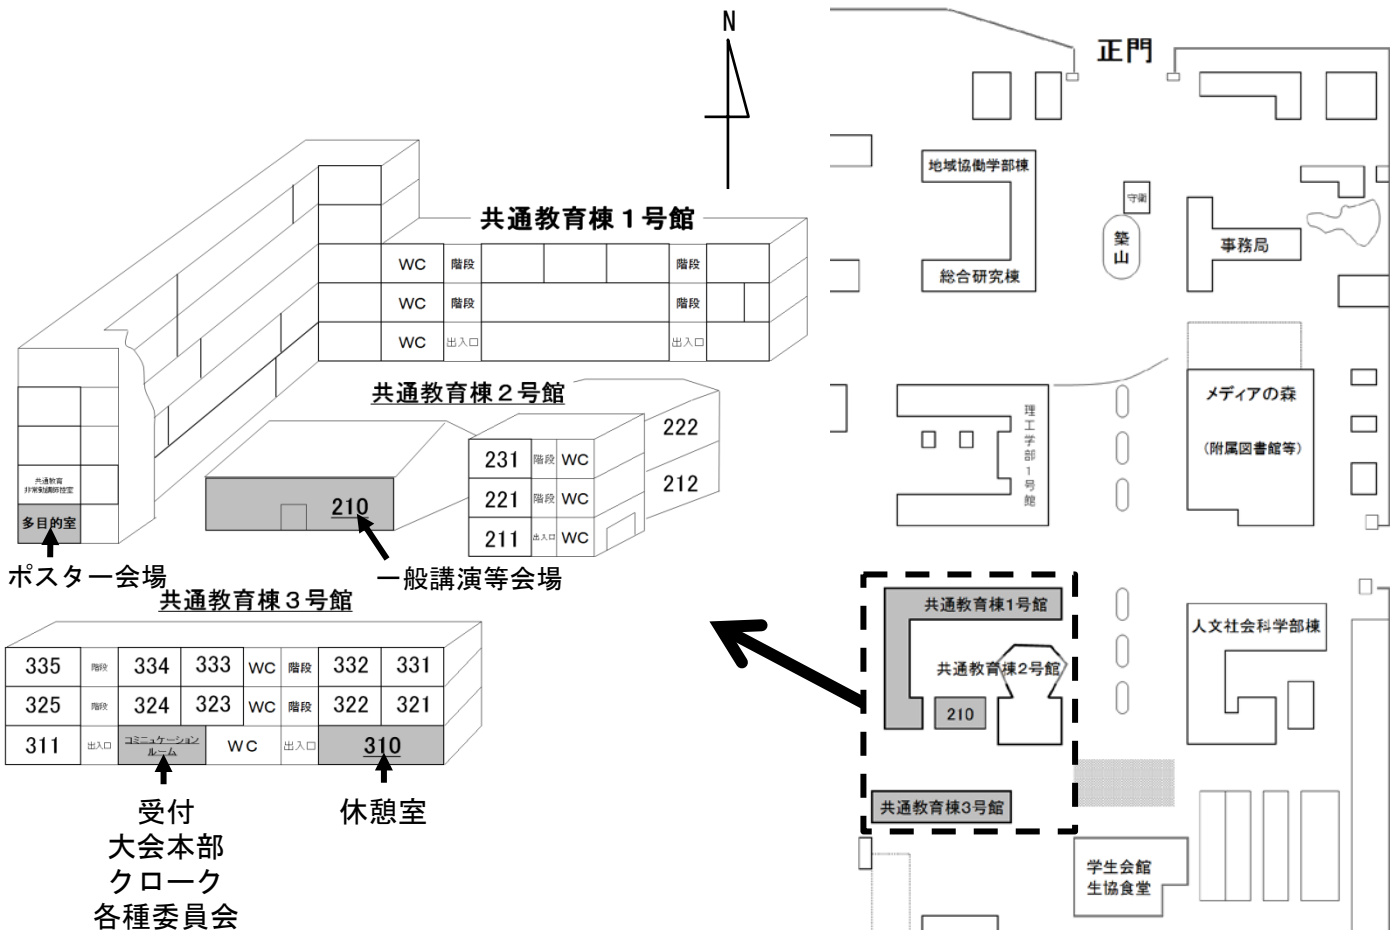 N
共通教育棟１号館
WC 階段 階段
WC 階段 階段
WC 出入口 出入口
共通教育
非常勤講師控室
多目的室
ポスター会場
共通教育棟２号館
210
一般講演等会場
231 階段 WC
221 階段 WC
211 出入口 WC
222
212
共通教育棟３号館
335 階段 334 333 WC 階段 332 331
325 階段 324 323 WC 階段 322 321
311 出入口 コミュニケーション
ルーム WC 出入口 310
受付
大会本部
クローク
各種委員会
休憩室
正門
地域協働学部棟
総合研究棟
守衛
築山
事務局
理工学部1号館
メディアの森
(附属図書館等)
共通教育棟1号館
共通教育棟2号館
210
共通教育棟3号館
人文社会科学部棟
学生会館
生協食堂